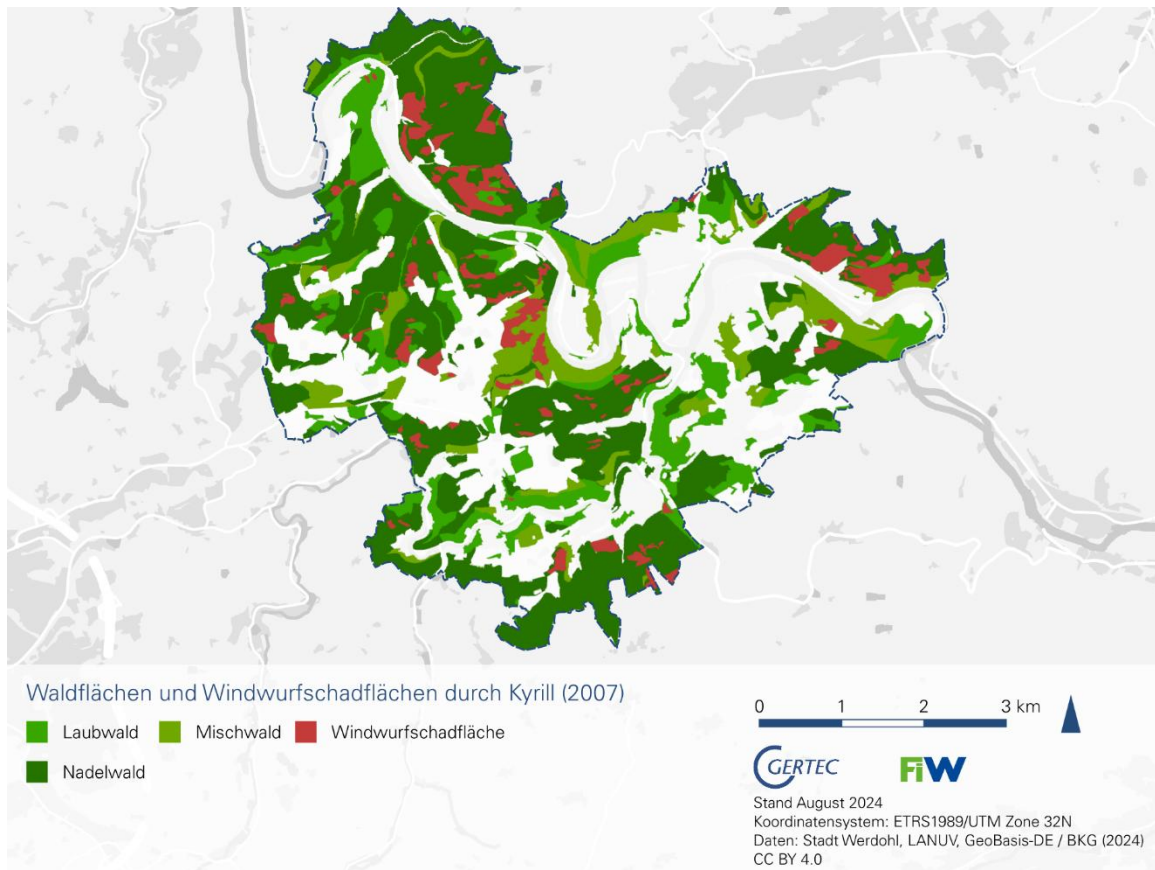 Waldflächen und Windwurfschadflächen durch Kyrill (2007)
Laubwald Mischwald Windwurfschadfläche
Nadelwald
0 1 2 3 km
GERTEC FiW
Stand August 2024
Koordinatensystem: ETRS1989/UTM Zone 32N
Daten: Stadt Werdohl, LANUV, GeoBasis-DE / BKG (2024)
CC BY 4.0